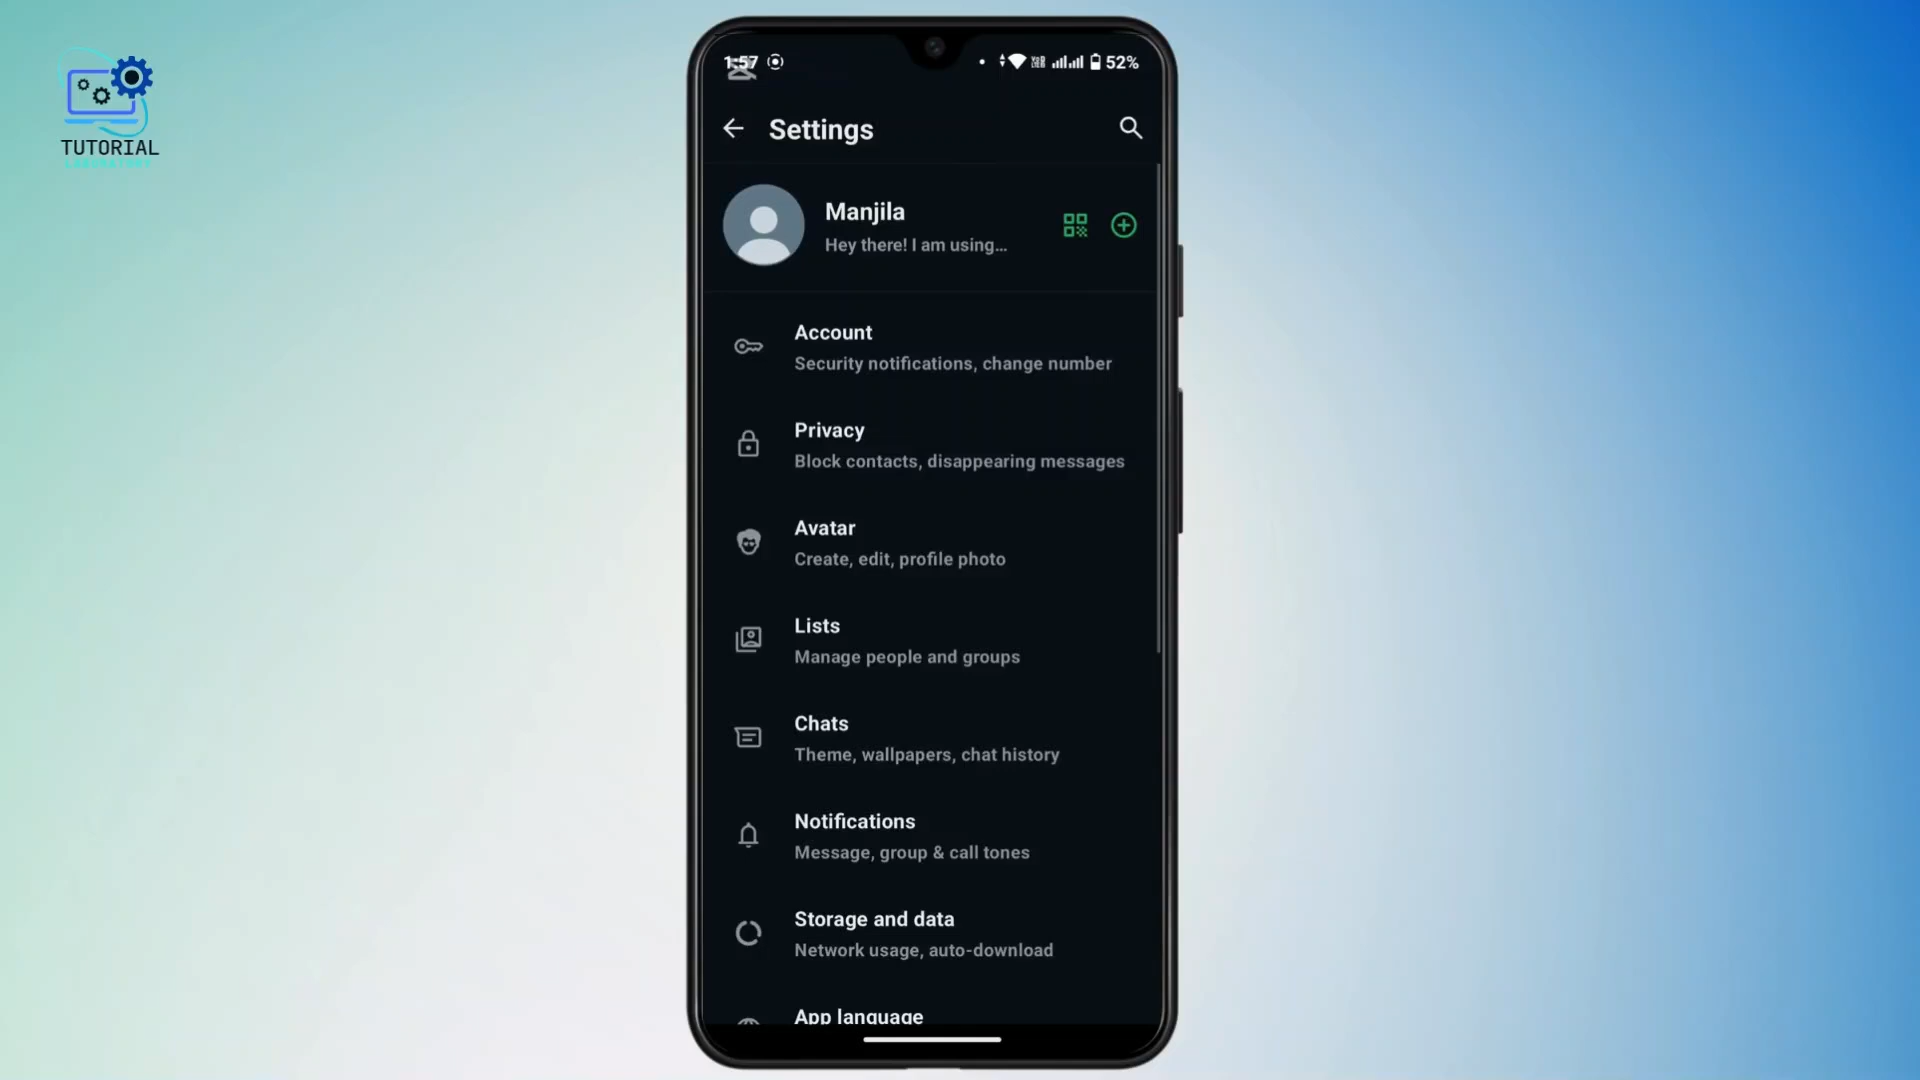 TUTORIAL
LABORATORY
1:57
52%
Settings
Manjila
Hey there! I am using...
Account
Security notifications, change number
Privacy
Block contacts, disappearing messages
Avatar
Create, edit, profile photo
Lists
Manage people and groups
Chats
Theme, wallpapers, chat history
Notifications
Message, group & call tones
Storage and data
Network usage, auto-download
App language